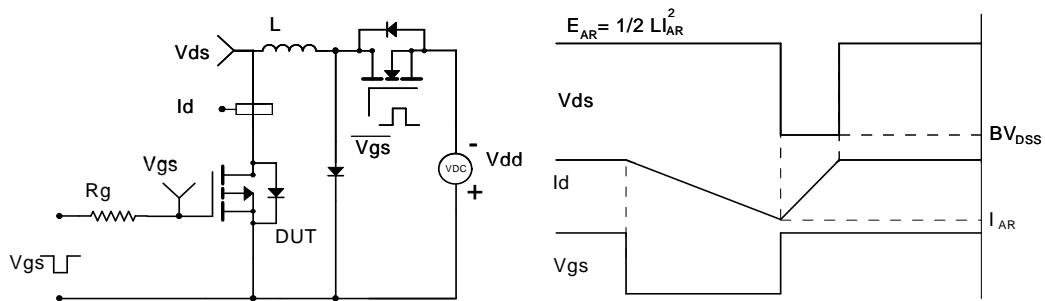 L
Vds
Id
Vgs
Vgs
Rg
DUT
Vgs
VDC
-
Vdd
+
E_AR = 1/2 LI_AR^2
Vds
BV_DSS
Id
I_AR
Vgs